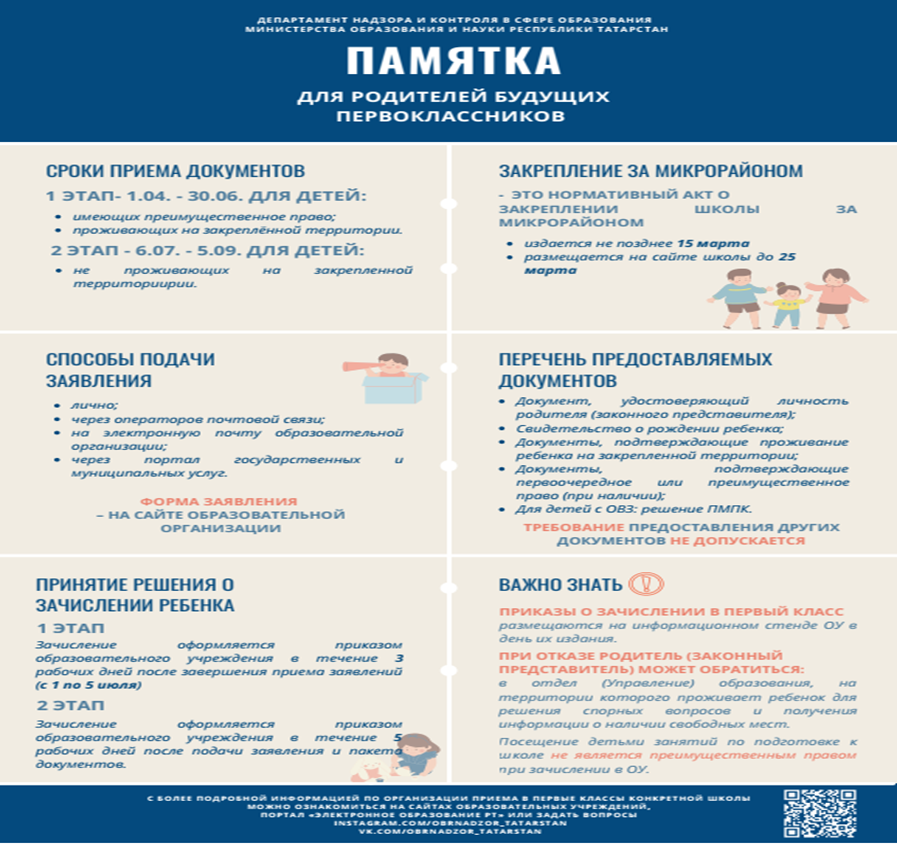 ДЕПАРТАМЕНТ НАДЗОРА И КОНТРОЛЯ В СФЕРЕ ОБРАЗОВАНИЯ
МИНИСТЕРСТВА ОБРАЗОВАНИЯ И НАУКИ РЕСПУБЛИКИ ТАТАРСТАН
ПАМЯТКА
ДЛЯ РОДИТЕЛЕЙ БУДУЩИХ
ПЕРВОКЛАССНИКОВ
СРОКИ ПРИЕМА ДОКУМЕНТОВ
1 ЭТАП- 1.04. - 30.06. ДЛЯ ДЕТЕЙ:
• имеющих преимущественное право;
• проживающих на закреплённой территории.
2 ЭТАП - 6.07. - 5.09. ДЛЯ ДЕТЕЙ:
• не проживающих на закрепленной
территориирии.
ЗАКРЕПЛЕНИЕ ЗА МИКРОРАЙОНОМ
- ЭТО НОРМАТИВНЫЙ АКТ О
ЗАКРЕПЛЕНИИ ШКОЛЫ ЗА
МИКРОРАЙОНОМ
• издается не позднее 15 марта
• размещается на сайте школы до 25
марта
СПОСОБЫ ПОДАЧИ
ЗАЯВЛЕНИЯ
• лично;
• через операторов почтовой связи;
• на электронную почту образовательной
организации;
• через портал государственных и
муниципальных услуг.
ФОРМА ЗАЯВЛЕНИЯ
– НА САЙТЕ ОБРАЗОВАТЕЛЬНОЙ
ОРГАНИЗАЦИИ
ПЕРЕЧЕНЬ ПРЕДОСТАВЛЯЕМЫХ
ДОКУМЕНТОВ
• Документ, удостоверяющий личность
родителя (законного представителя);
• Свидетельство о рождении ребенка;
• Документы, подтверждающие проживание
ребенка на закрепленной территории;
• Документы, подтверждающие
первоочередное или преимущественное
право (при наличии);
• Для детей с ОВЗ: решение ПМПК.
ТРЕБОВАНИЕ ПРЕДОСТАВЛЕНИЯ ДРУГИХ
ДОКУМЕНТОВ НЕ ДОПУСКАЕТСЯ
ПРИНЯТИЕ РЕШЕНИЯ О
ЗАЧИСЛЕНИИ РЕБЕНКА
1 ЭТАП
Зачисление оформляется приказом
образовательного учреждения в течение 3
рабочих дней после завершения приема заявлений
(с 1 по 5 июля)
2 ЭТАП
Зачисление оформляется приказом
образовательного учреждения в течение 5
рабочих дней после подачи заявления и пакета
документов.
ВАЖНО ЗНАТЬ !
ПРИКАЗЫ О ЗАЧИСЛЕНИИ В ПЕРВЫЙ КЛАСС
размещаются на информационном стенде ОУ в
день их издания.
ПРИ ОТКАЗЕ РОДИТЕЛЬ (ЗАКОННЫЙ
ПРЕДСТАВИТЕЛЬ) МОЖЕТ ОБРАТИТЬСЯ:
в отдел (Управление) образования, на
территории которого проживает ребенок для
решения спорных вопросов и получения
информации о наличии свободных мест.
Посещение детьми занятий по подготовке к
школе не является преимущественным правом
при зачислении в ОУ.
С БОЛЕЕ ПОДРОБНОЙ ИНФОРМАЦИЕЙ ПО ОРГАНИЗАЦИИ ПРИЕМА В ПЕРВЫЕ КЛАССЫ КОНКРЕТНОЙ ШКОЛЫ
МОЖНО ОЗНАКОМИТЬСЯ НА САЙТАХ ОБРАЗОВАТЕЛЬНЫХ УЧРЕЖДЕНИЙ,
ПОРТАЛ «ЭЛЕКТРОННОЕ ОБРАЗОВАНИЕ РТ» ИЛИ ЗАДАТЬ ВОПРОСЫ
INSTAGRAM.COM/OBRNADZOR_TATARSTAN
VK.COM/OBRNADZOR_TATARSTAN